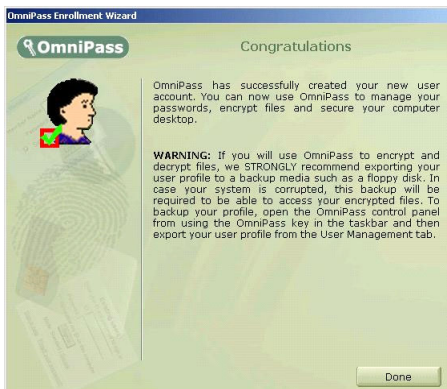 OmniPass Enrollment Wizard
OmniPass
Congratulations
OmniPass has successfully created your new user
account. You can now use OmniPass to manage your
passwords, encrypt files and secure your computer
desktop.
WARNING: If you will use OmniPass to encrypt and
decrypt files, we STRONGLY recommend exporting your
user profile to a backup media such as a floppy disk. In
case your system is corrupted, this backup will be
required to be able to access your encrypted files. To
backup your profile, open the OmniPass control panel
from using the OmniPass key in the taskbar and then
export your user profile from the User Management tab.
Done